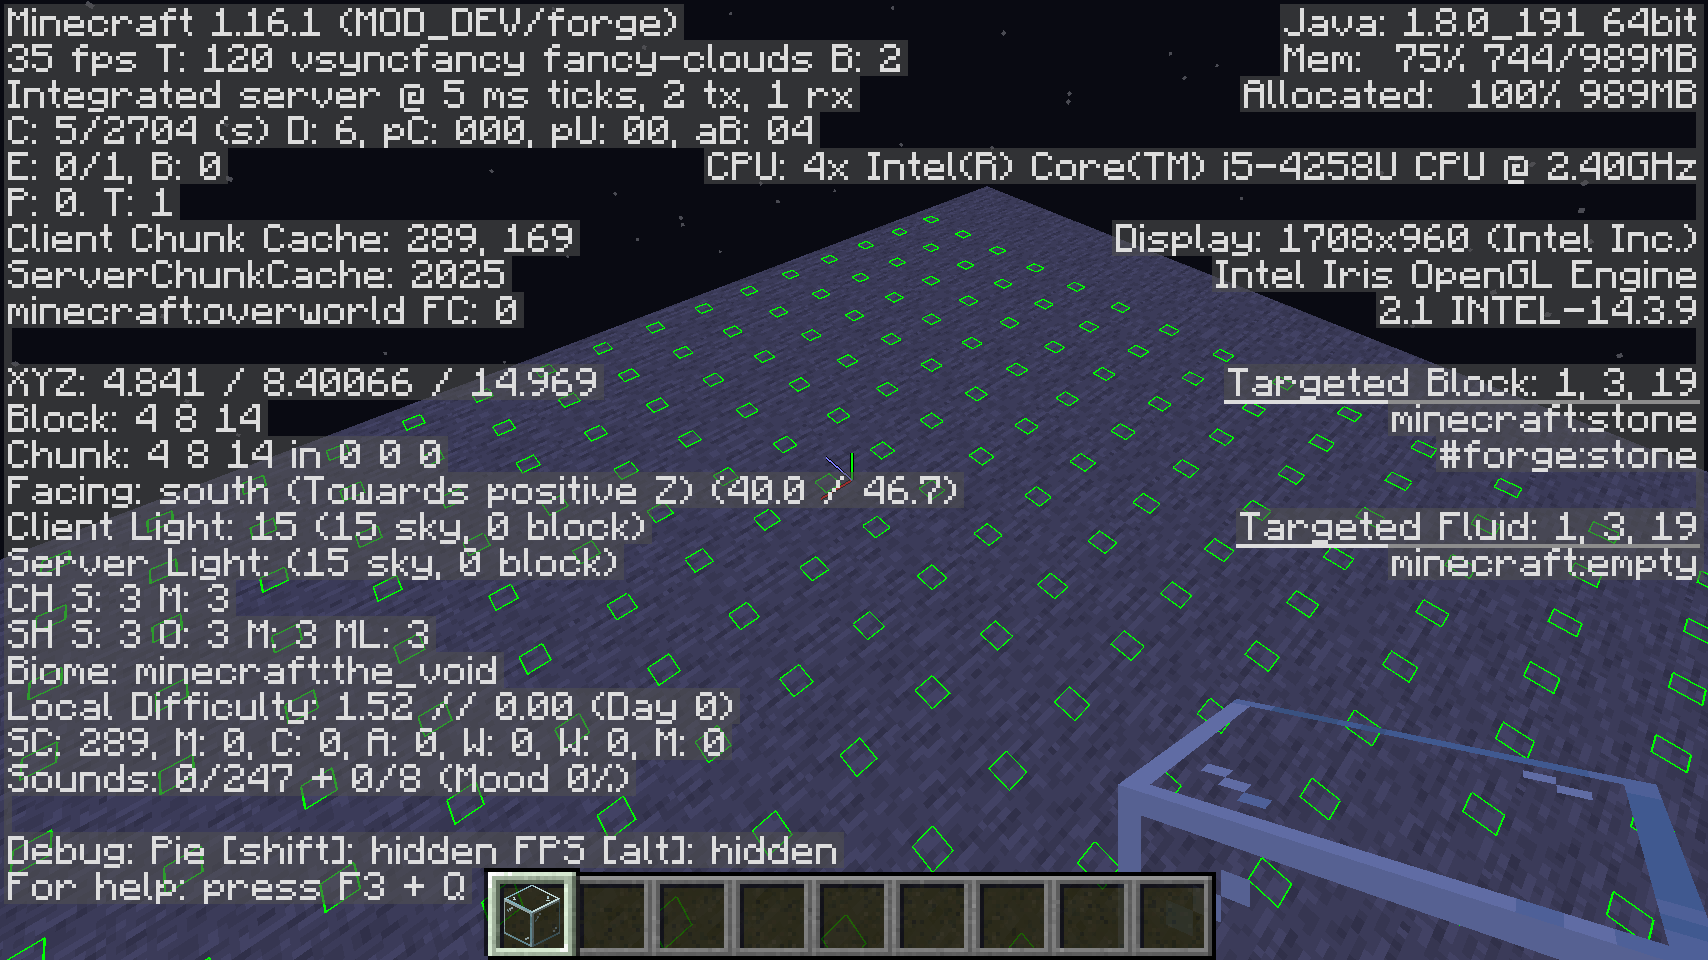 Minecraft 1.16.1 (MOD_DEV/forge)
35 fps T: 120 vsyncfancy fancy-clouds B: 2
Integrated server @ 5 ms ticks, 2 tx, 1 rx
C: 5/2704 (s) D: 6, pC: 000, pU: 00, aB: 04
E: 0/1, B: 0
P: 0. T: 1
Client Chunk Cache: 289, 169
ServerChunkCache: 2025
minecraft:overworld FC: 0
XYZ: 4.841 / 8.40066 / 14.969
Block: 4 8 14
Chunk: 4 8 14 in 0 0 0
Facing: south (Towards positive Z) (40.0 / 46.7)
Client Light: 15 (15 sky, 0 block)
Server Light: (15 sky, 0 block)
CH S: 3 M: 3
SH S: 3 O: 3 M: 3 ML: 3
Biome: minecraft:the_void
Local Difficulty: 1.52 // 0.00 (Day 0)
SC: 289, M: 0, C: 0, A: 0, W: 0, W: 0, M: 0
Sounds: 0/247 + 0/8 (Mood 0%)
Debug: Pie [shift]: hidden FPS [alt]: hidden
For help: press F3 + Q
Java: 1.8.0_191 64bit
Mem: 75% 744/989MB
Allocated: 100% 989MB
CPU: 4x Intel(R) Core(TM) i5-4258U CPU @ 2.40GHz
Display: 1708x960 (Intel Inc.)
Intel Iris OpenGL Engine
2.1 INTEL-14.3.9
Targeted Block: 1, 3, 19
minecraft:stone
#forge:stone
Targeted Fluid: 1, 3, 19
minecraft:empty